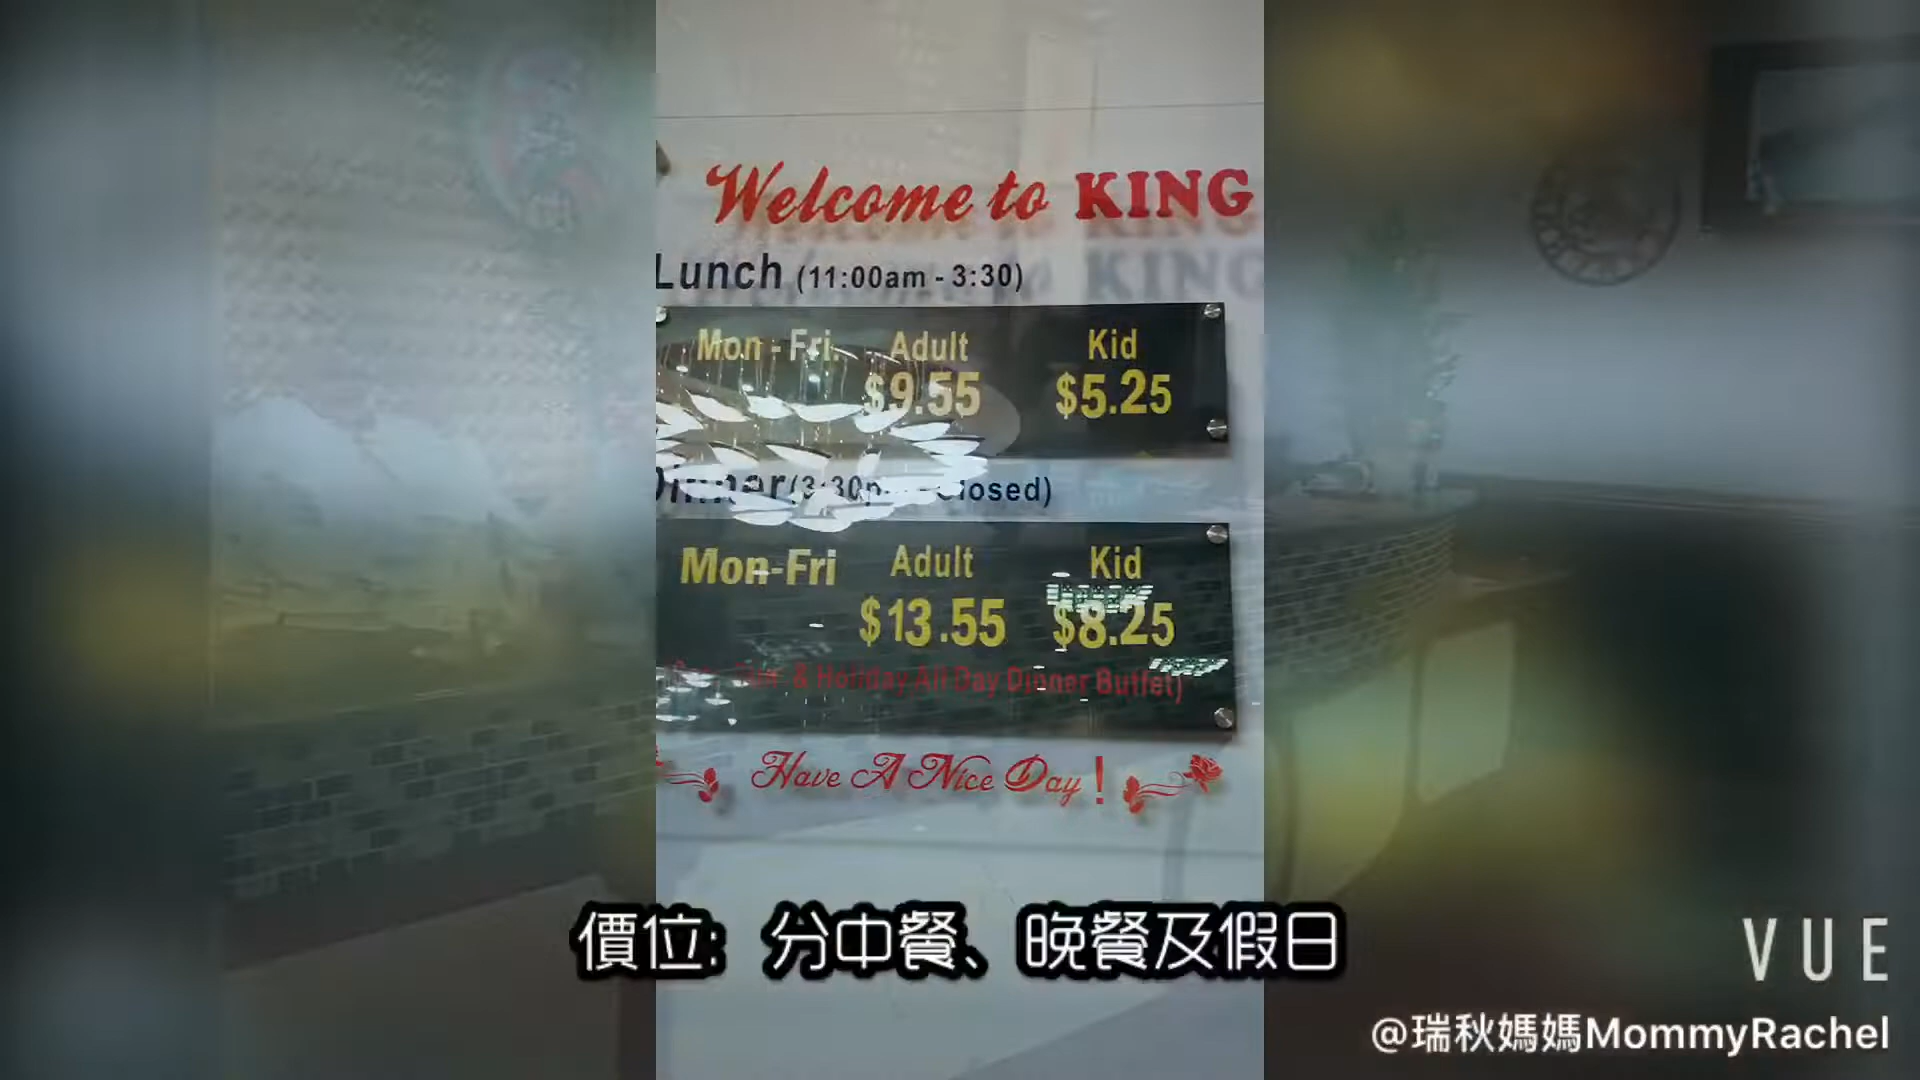 Welcome to KING
Lunch (11:00am - 3:30)
Mon - Fri. Adult Kid
$9.55 $5.25
Dinner (3:30pm - Closed)
Mon-Fri Adult Kid
$13.55 $8.25
& Holiday All Day Dinner Buffet)
Have A Nice Day!
價位: 分中餐、晚餐及假日
VUE
@瑞秋媽媽MommyRachel